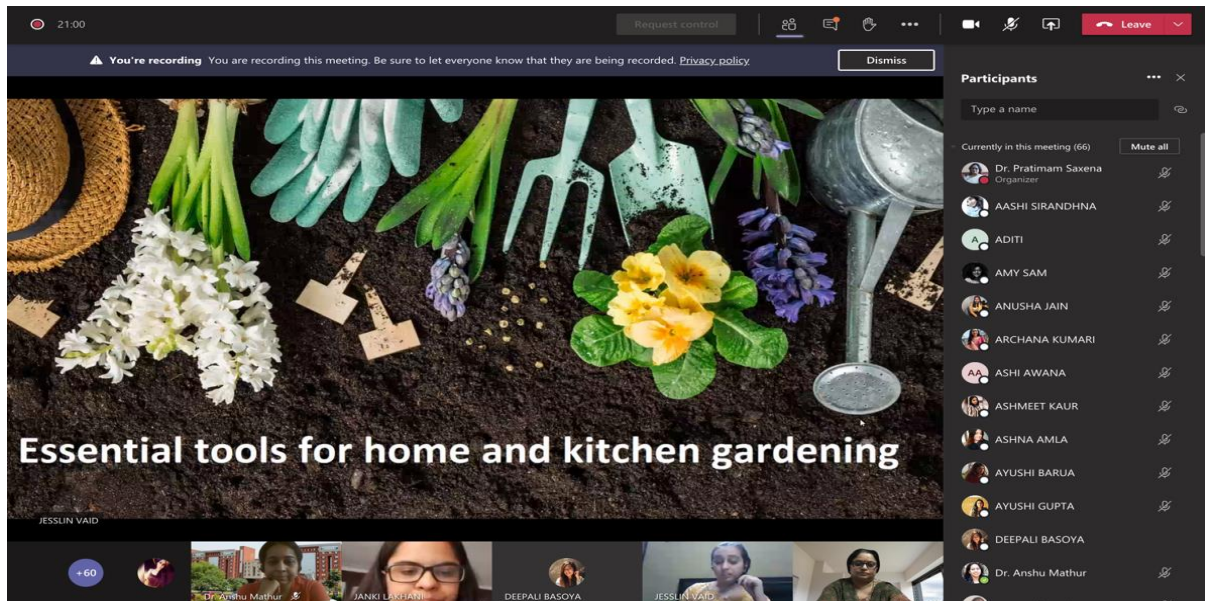 21:00
Request control
Leave
You're recording You are recording this meeting. Be sure to let everyone know that they are being recorded. Privacy policy
Dismiss
Essential tools for home and kitchen gardening
JESSLIN VAID
+60
Dr. Anshu Mathur
JANKI LAKHANI
DEEPALI BASOYA
JESSLIN VAID
Participants
Type a name
Currently in this meeting (66)
Mute all
Dr. Pratimam Saxena
Organizer
AASHI SIRANDHNA
A ADITI
AMY SAM
ANUSHA JAIN
ARCHANA KUMARI
AA ASHI AWANA
ASHMEET KAUR
ASHNA AMLA
AYUSHI BARUA
AYUSHI GUPTA
DEEPALI BASOYA
Dr. Anshu Mathur